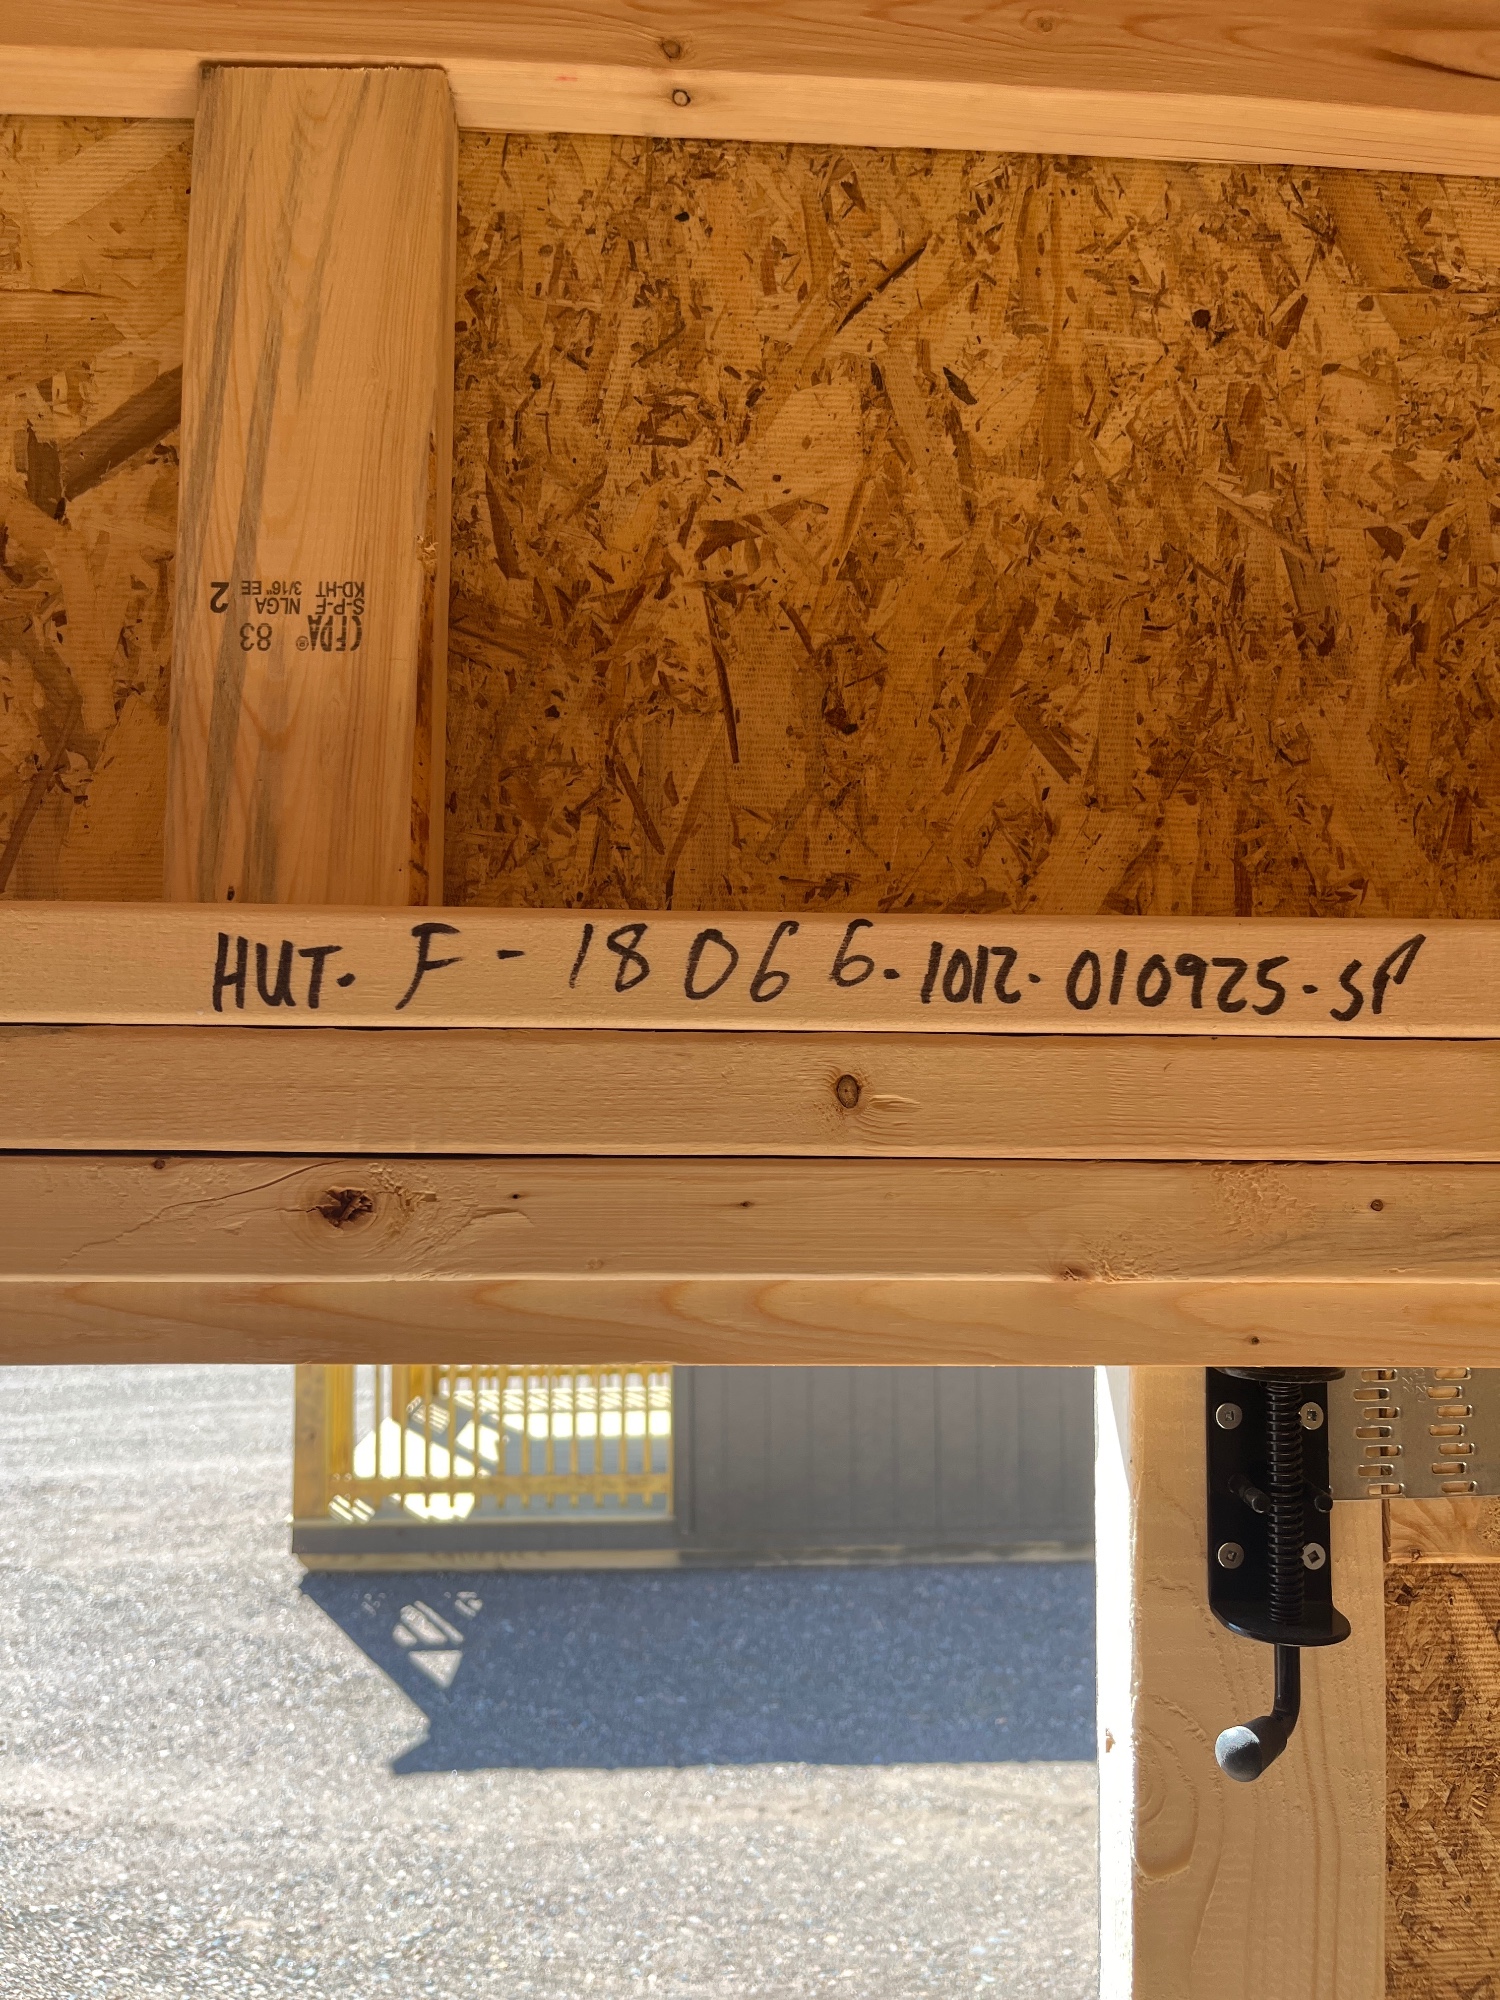 CFPA® 83
S-P-F NLGA 2
KD-HT 3/16" EE
HUT. F-18066.1012.010925-SP